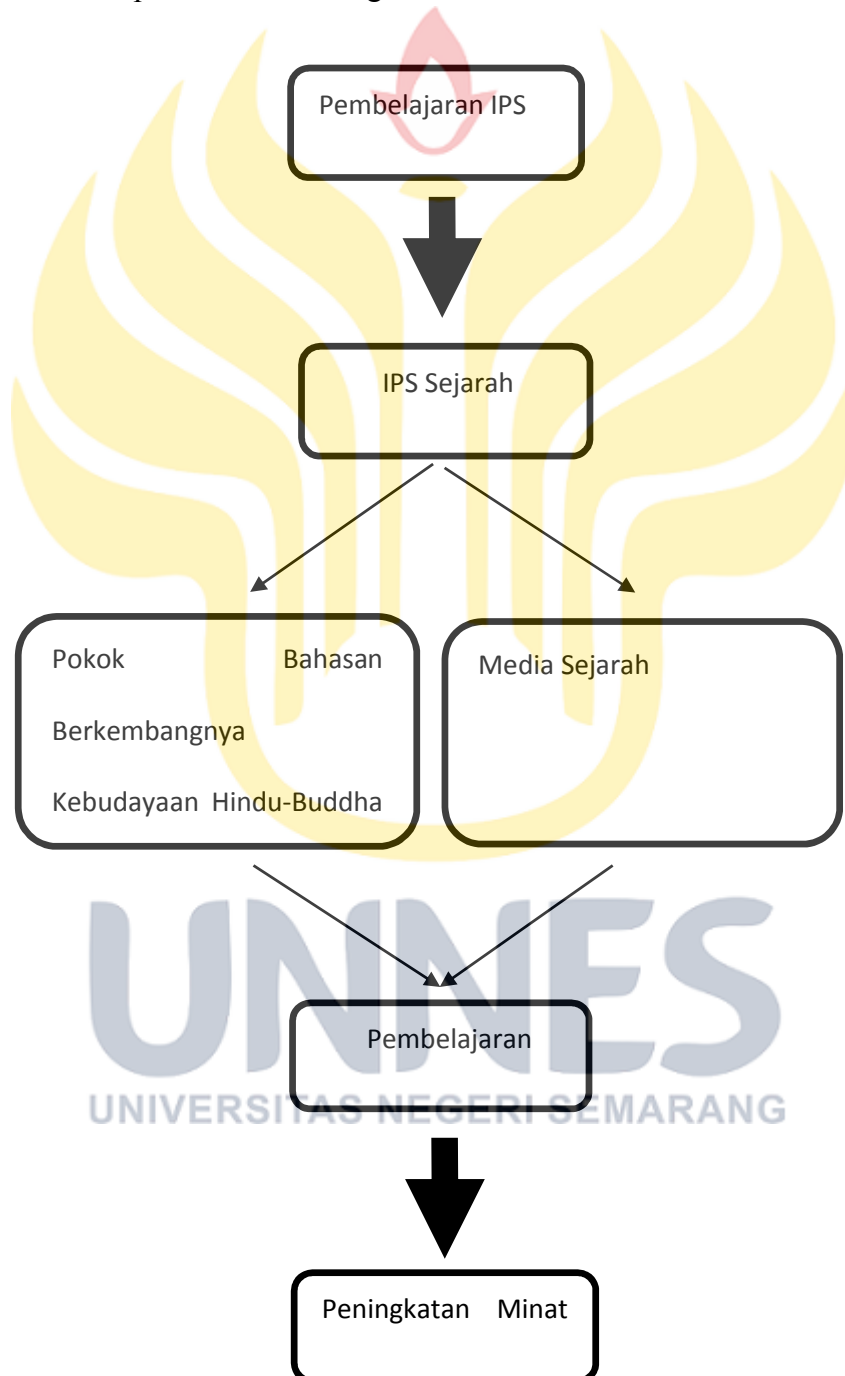 Pembelajaran IPS
IPS Sejarah
Pokok Bahasan
Berkembangnya
Kebudayaan Hindu-Buddha
Media Sejarah
UNNES
Pembelajaran
UNIVERSITAS NEGERI SEMARANG
Peningkatan Minat